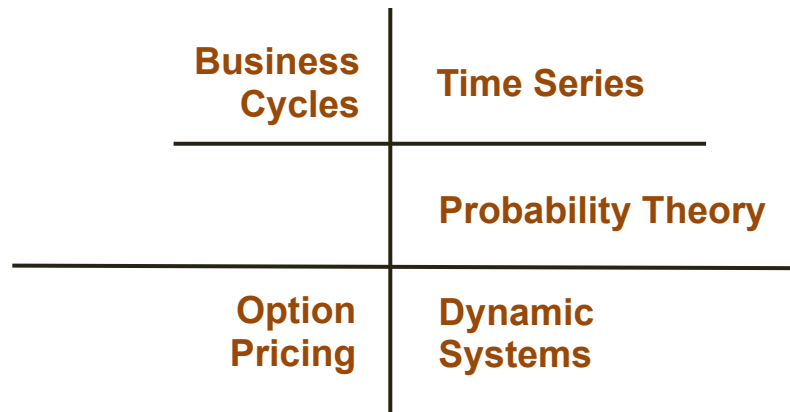 Business
Cycles
Time Series
Probability Theory
Option
Pricing
Dynamic
Systems